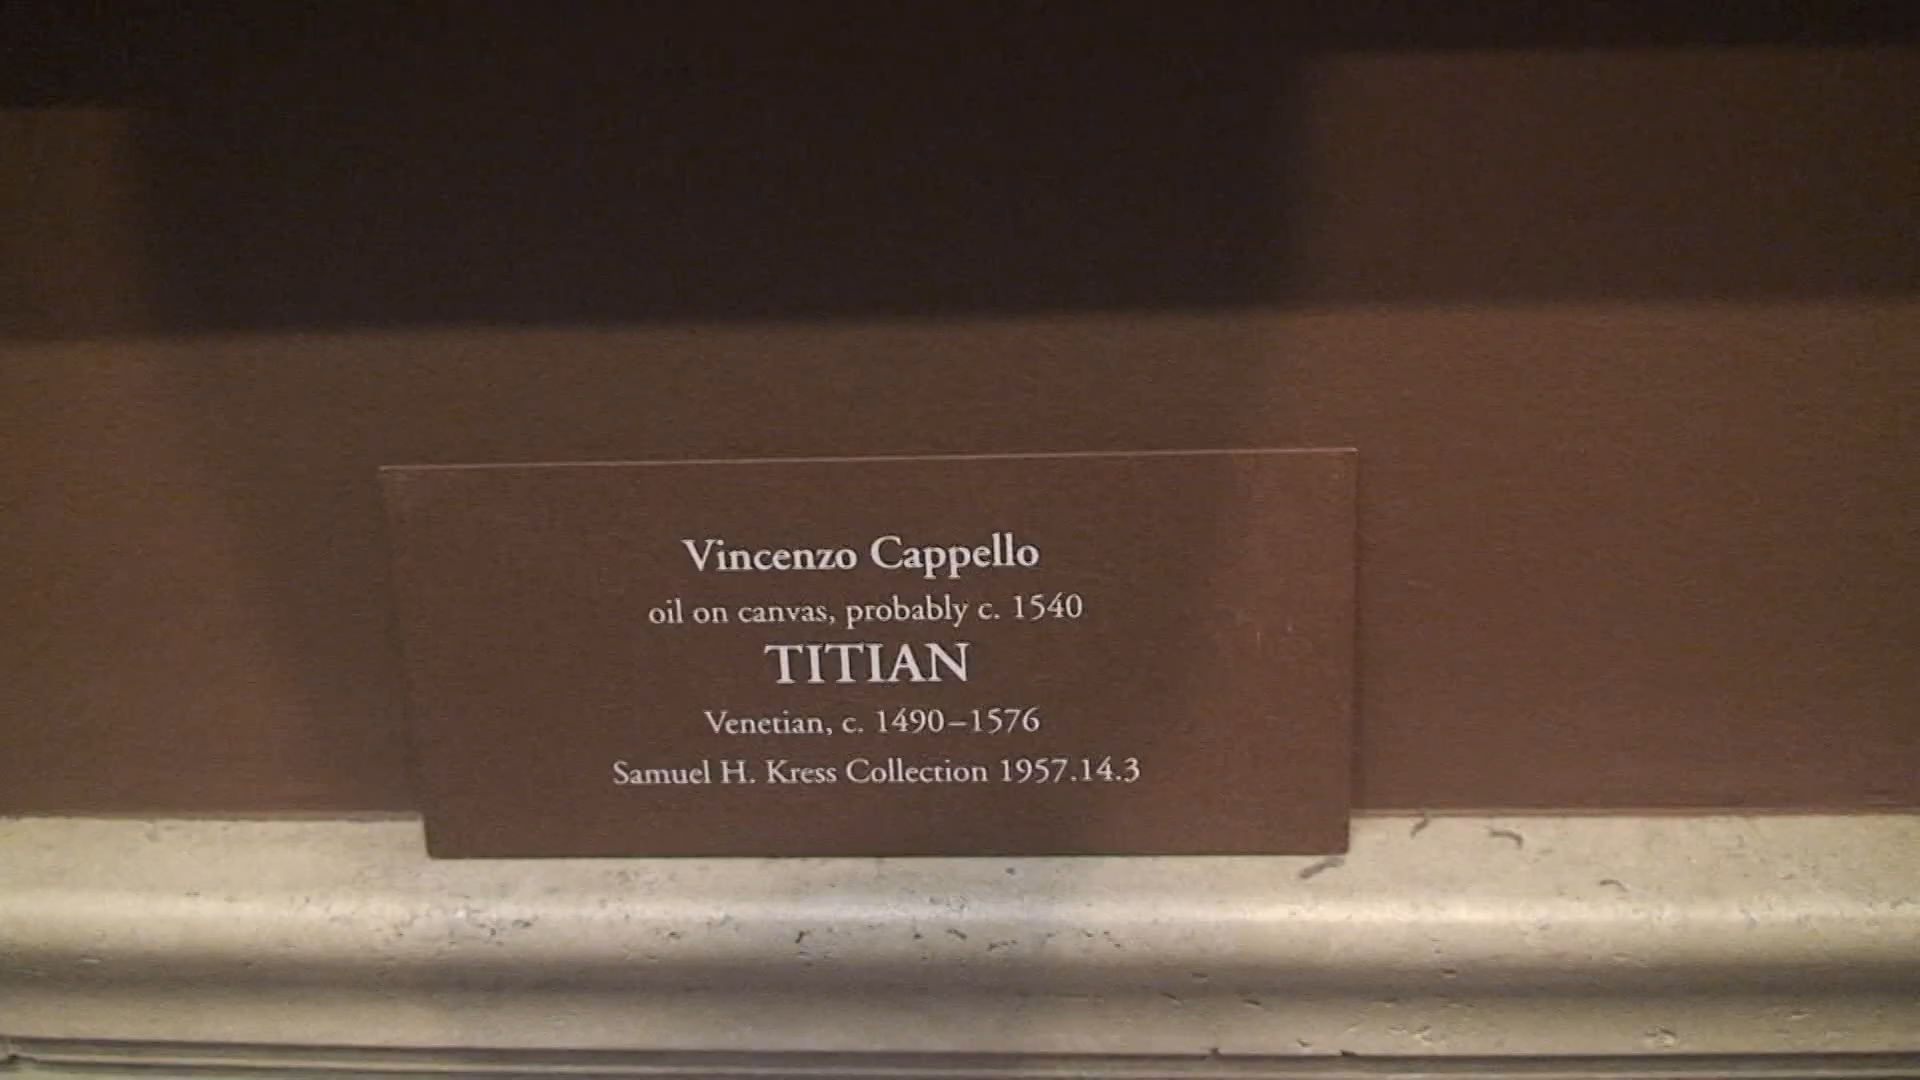 Vincenzo Cappello
oil on canvas, probably c. 1540
TITIAN
Venetian, c. 1490–1576
Samuel H. Kress Collection 1957.14.3